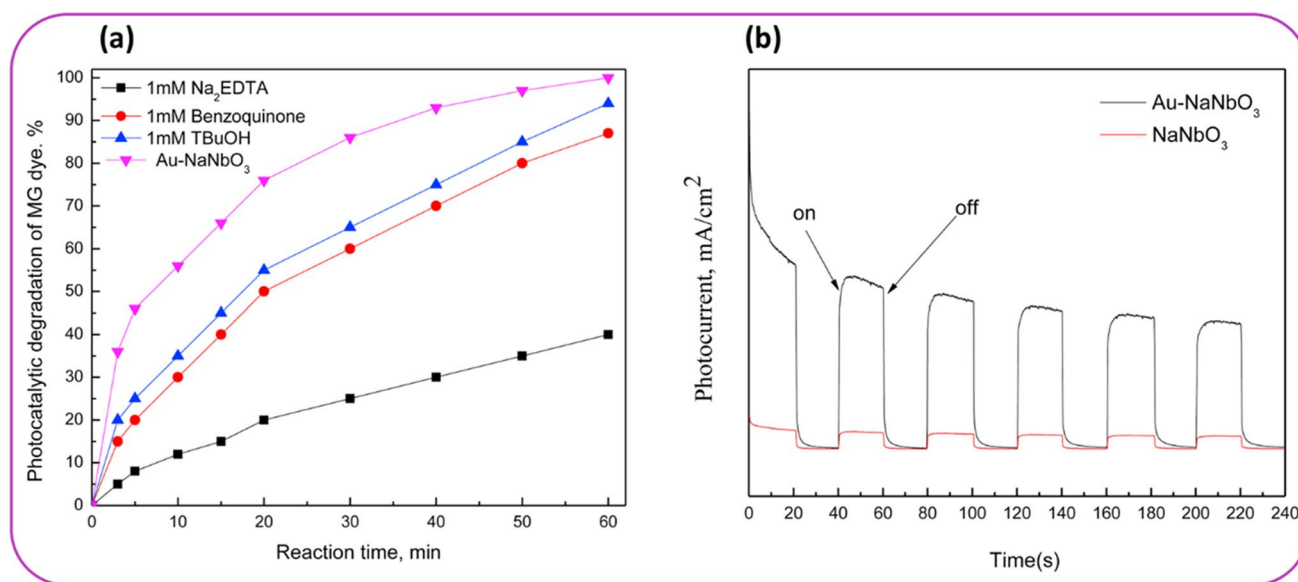 (a)
Photocatalytic degradation of MG dye. %
100
90
80
70
60
50
40
30
20
10
0
1mM Na₂EDTA
1mM Benzoquinone
1mM TBuOH
Au-NaNbO₃
0 10 20 30 40 50 60
Reaction time, min
(b)
Photocurrent, mA/cm²
Au-NaNbO₃
NaNbO₃
on
off
0 20 40 60 80 100 120 140 160 180 200 220 240
Time(s)